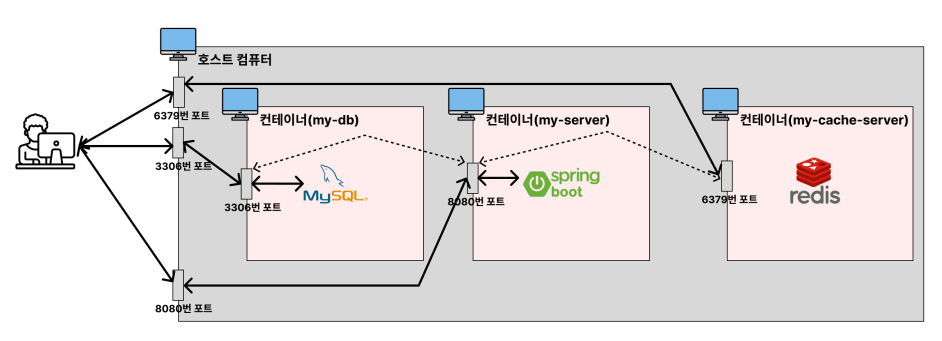 호스트 컴퓨터
6379번 포트
컨테이너(my-db)
컨테이너(my-server)
컨테이너(my-cache-server)
3306번 포트
MySQL®
3306번 포트
spring
boot
8080번 포트
redis
6379번 포트
8080번 포트